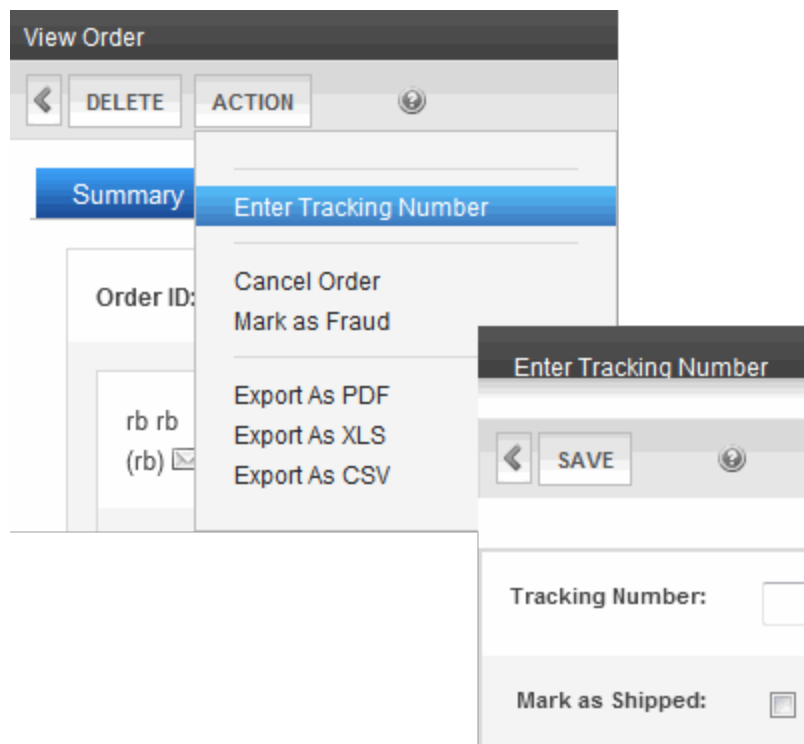 View Order
DELETE ACTION
Summary
Enter Tracking Number
Cancel Order
Order ID:
Mark as Fraud
Export As PDF
rb rb
Export As XLS
(rb)
Export As CSV
Enter Tracking Number
SAVE
Tracking Number:
Mark as Shipped: